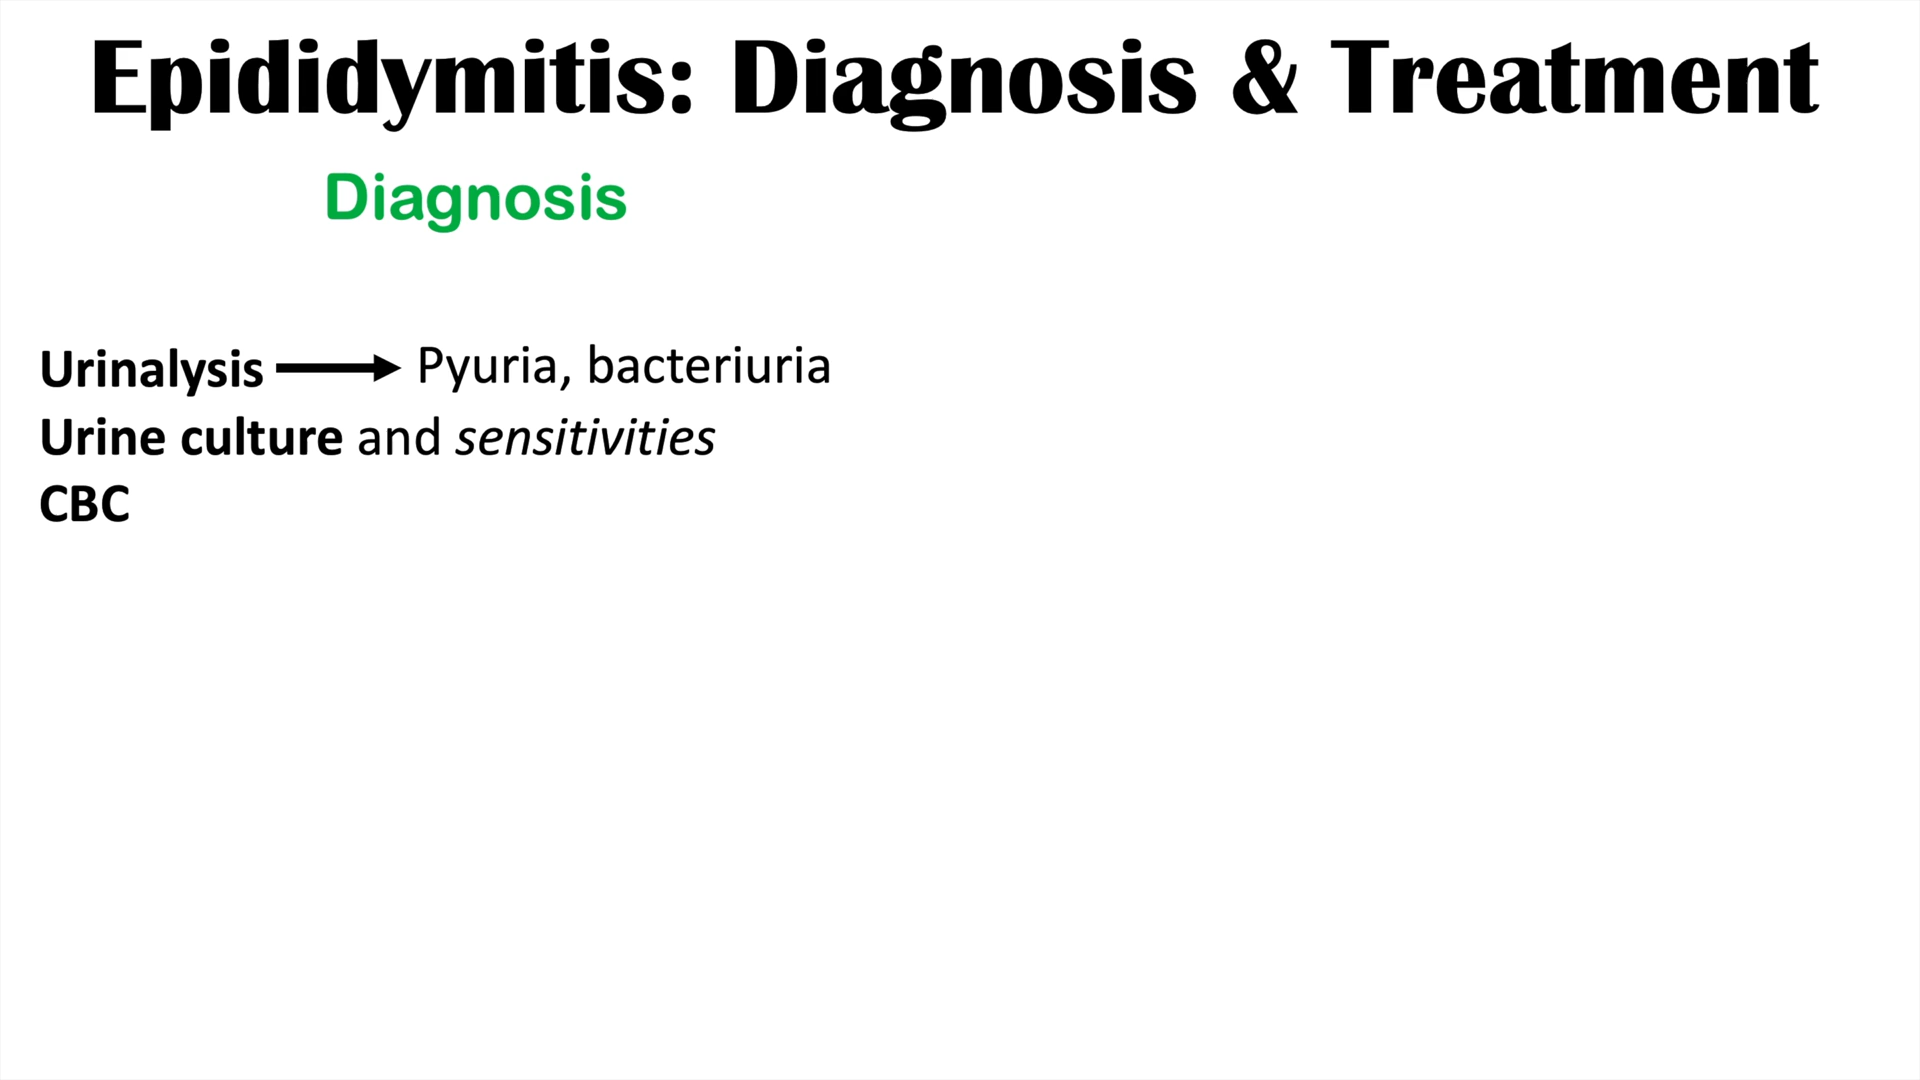 Epididymitis: Diagnosis & Treatment
Diagnosis
Urinalysis → Pyuria, bacteriuria
Urine culture and sensitivities
CBC